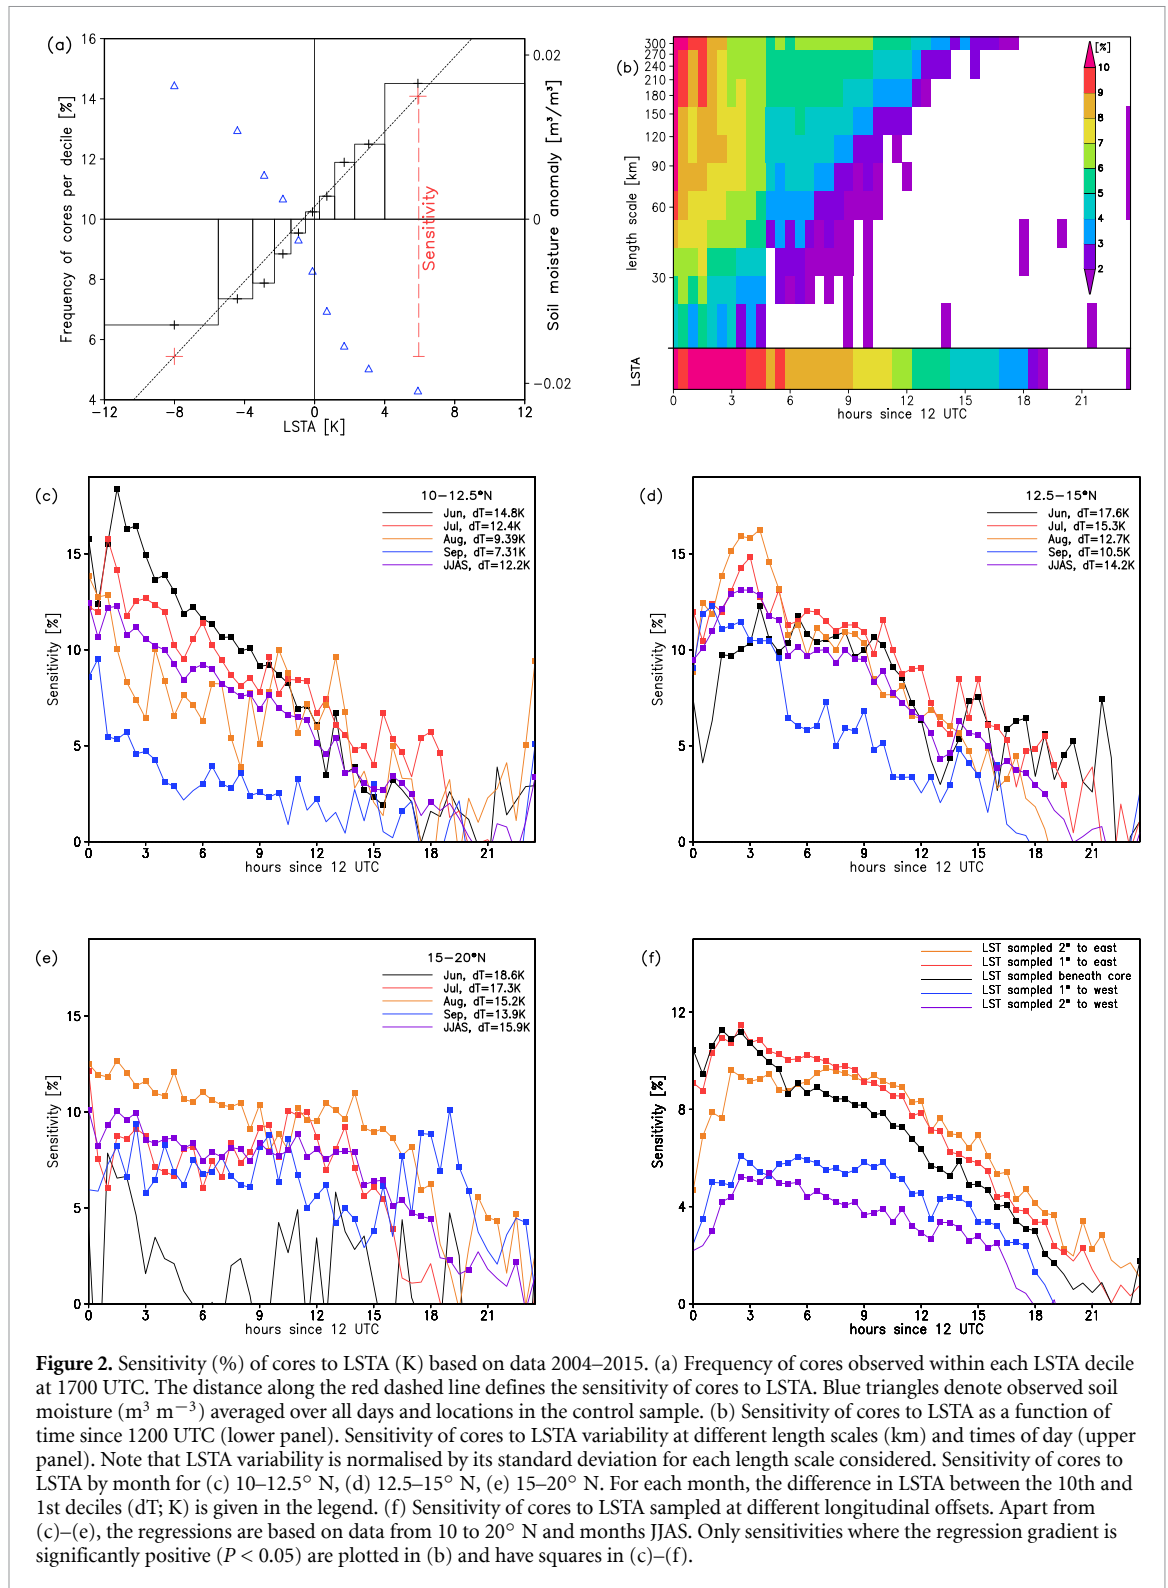 (a)
16
14
12
10
8
6
4
Frequency of cores per decile [%]
0.02
0
−0.02
Soil moisture anomaly [m³/m³]
Sensitivity
−12 −8 −4 0 4 8 12
LSTA [K]
(b)
300
270
240
210
180
150
120
90
60
30
length scale [km]
LSTA
[%]
10
9
8
7
6
5
4
3
2
0 3 6 9 12 15 18 21
hours since 12 UTC
(c)
10−12.5°N
Jun, dT=14.8K
Jul, dT=12.4K
Aug, dT=9.39K
Sep, dT=7.31K
JJAS, dT=12.2K
15
10
5
0
Sensitivity [%]
0 3 6 9 12 15 18 21
hours since 12 UTC
(d)
12.5−15°N
Jun, dT=17.6K
Jul, dT=15.3K
Aug, dT=12.7K
Sep, dT=10.5K
JJAS, dT=14.2K
15
10
5
0
Sensitivity [%]
0 3 6 9 12 15 18 21
hours since 12 UTC
(e)
15−20°N
Jun, dT=18.6K
Jul, dT=17.3K
Aug, dT=15.2K
Sep, dT=13.9K
JJAS, dT=15.9K
15
10
5
0
Sensitivity [%]
0 3 6 9 12 15 18 21
hours since 12 UTC
(f)
LST sampled 2° to east
LST sampled 1° to east
LST sampled beneath core
LST sampled 1° to west
LST sampled 2° to west
12
8
4
0
Sensitivity [%]
0 3 6 9 12 15 18 21
hours since 12 UTC
Figure 2. Sensitivity (%) of cores to LSTA (K) based on data 2004–2015. (a) Frequency of cores observed within each LSTA decile
at 1700 UTC. The distance along the red dashed line defines the sensitivity of cores to LSTA. Blue triangles denote observed soil
moisture (m³ m⁻³) averaged over all days and locations in the control sample. (b) Sensitivity of cores to LSTA as a function of
time since 1200 UTC (lower panel). Sensitivity of cores to LSTA variability at different length scales (km) and times of day (upper
panel). Note that LSTA variability is normalised by its standard deviation for each length scale considered. Sensitivity of cores to
LSTA by month for (c) 10–12.5° N, (d) 12.5–15° N, (e) 15–20° N. For each month, the difference in LSTA between the 10th and
1st deciles (dT; K) is given in the legend. (f) Sensitivity of cores to LSTA sampled at different longitudinal offsets. Apart from
(c)–(e), the regressions are based on data from 10 to 20° N and months JJAS. Only sensitivities where the regression gradient is
significantly positive (P < 0.05) are plotted in (b) and have squares in (c)–(f).